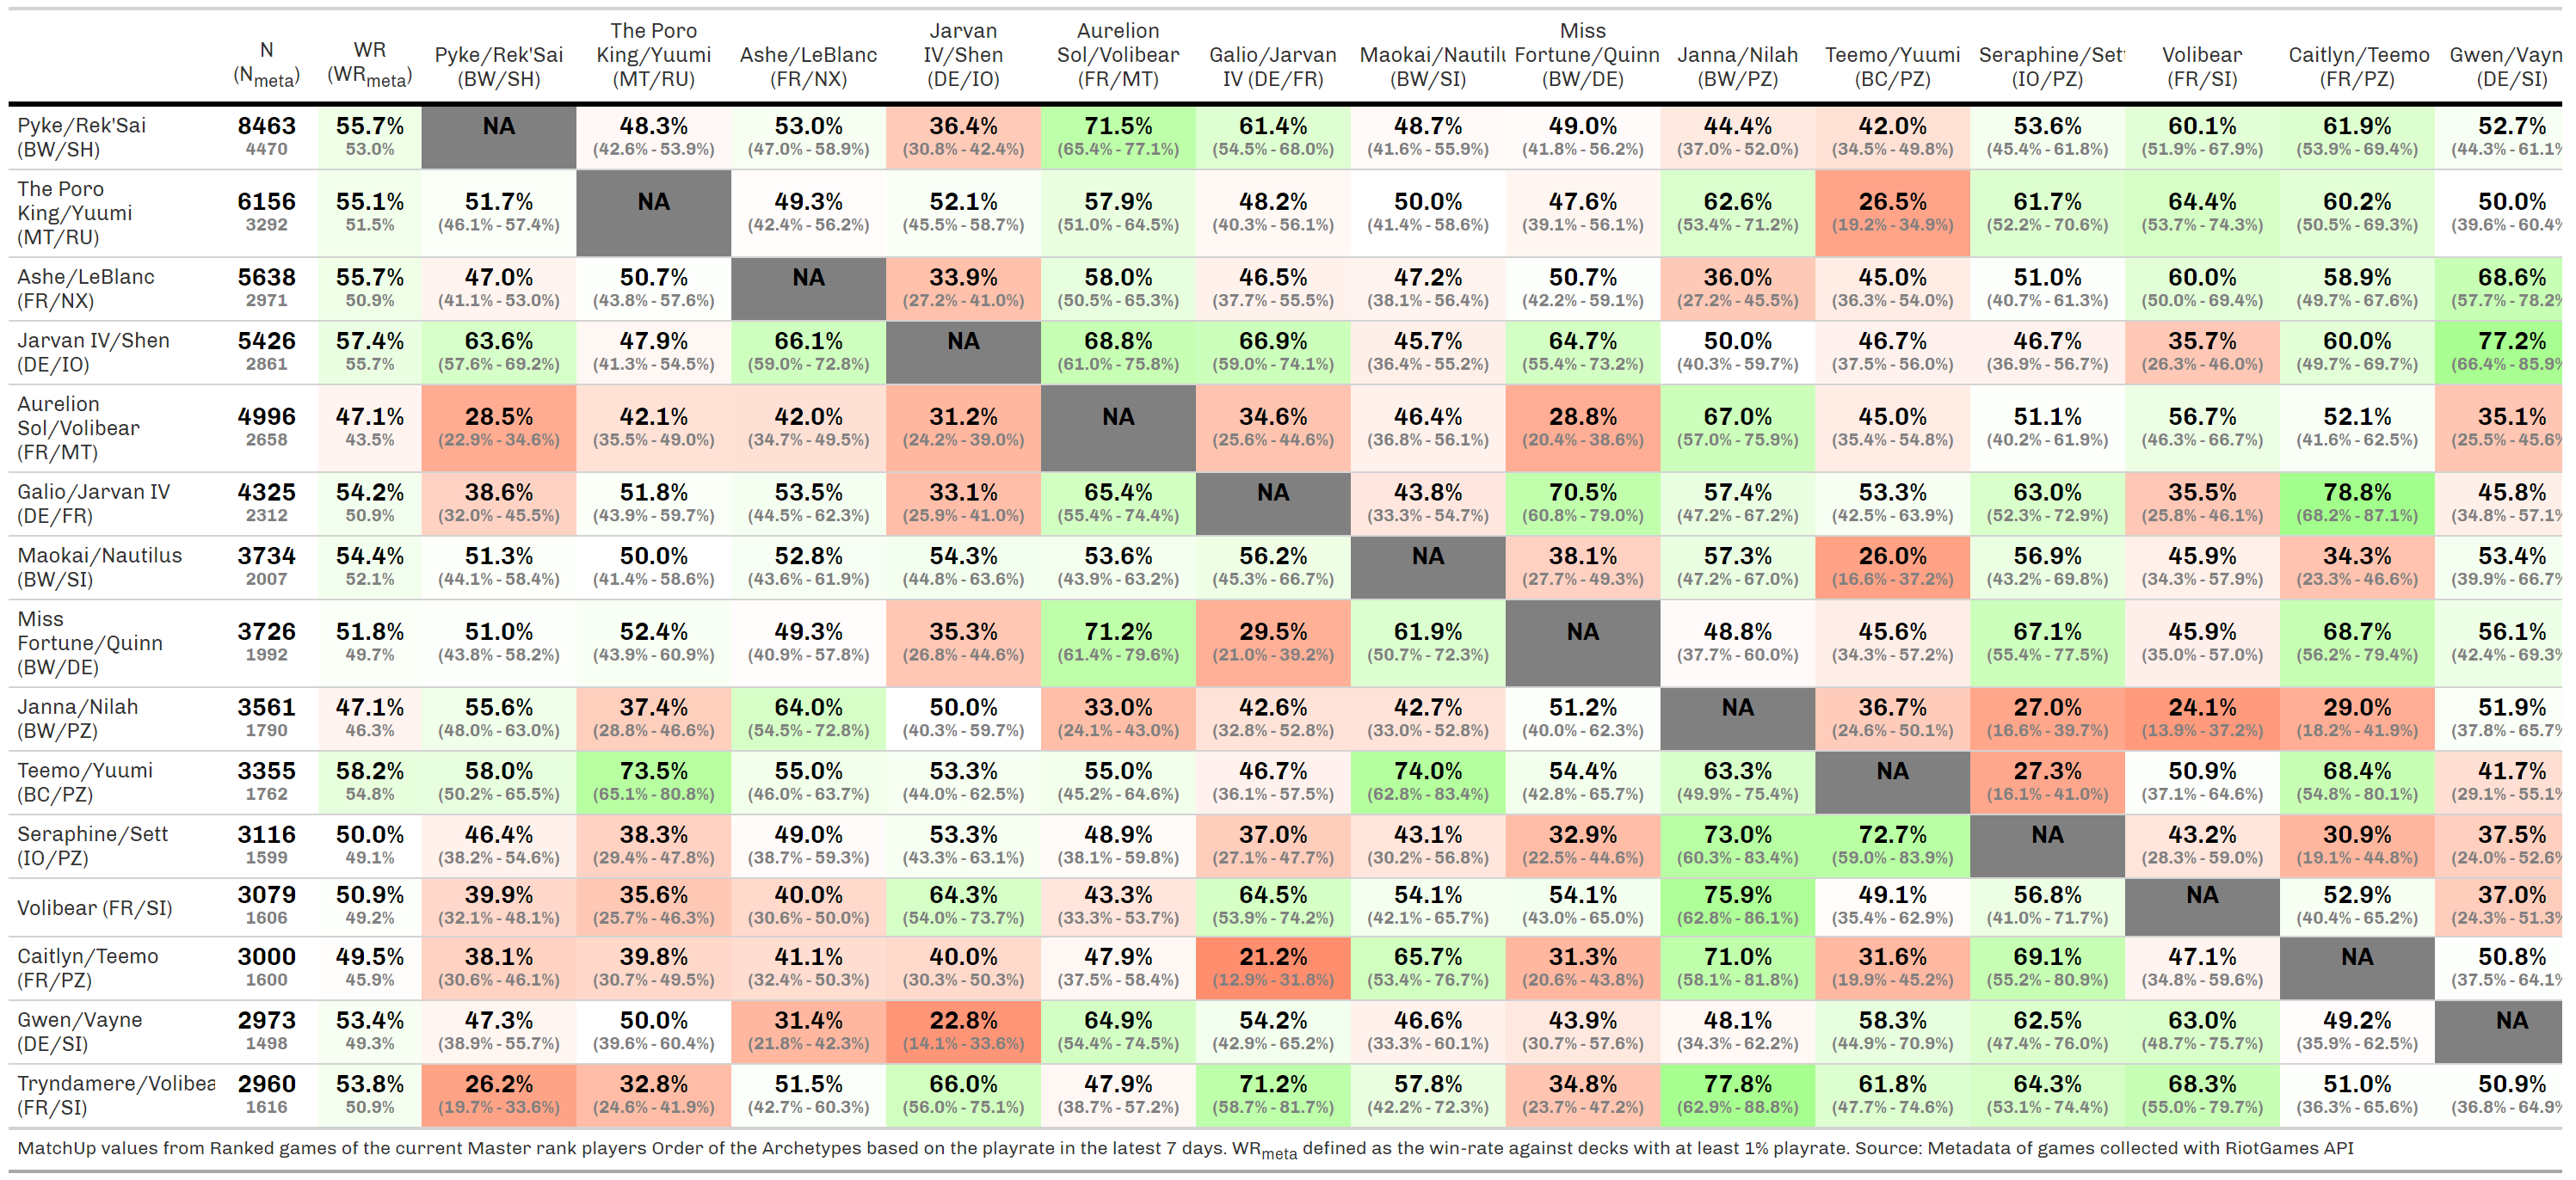 N (Nmeta) WR (WRmeta) Pyke/Rek'Sai (BW/SH) The Poro King/Yuumi (MT/RU) Ashe/LeBlanc (FR/NX) Jarvan IV/Shen (DE/IO) Aurelion Sol/Volibear (FR/MT) Galio/Jarvan IV (DE/FR) Maokai/Nautilu (BW/SI) Miss Fortune/Quinn (BW/DE) Janna/Nilah (BW/PZ) Teemo/Yuumi (BC/PZ) Seraphine/Set (IO/PZ) Volibear (FR/SI) Caitlyn/Teemo (FR/PZ) Gwen/Vayn (DE/SI)
Pyke/Rek'Sai 8463 55.7% NA 48.3% 53.0% 36.4% 71.5% 61.4% 48.7% 49.0% 44.4% 42.0% 53.6% 60.1% 61.9% 52.7%
(BW/SH) 4470 53.0% (42.6% - 53.9%) (47.0% - 58.9%) (30.8% - 42.4%) (65.4% - 77.1%) (54.5% - 68.0%) (41.6% - 55.9%) (41.8% - 56.2%) (37.0% - 52.0%) (34.5% - 49.8%) (45.4% - 61.8%) (51.9% - 67.9%) (53.9% - 69.4%) (44.3% - 61.1%
The Poro
King/Yuumi 6156 55.1% 51.7% NA 49.3% 52.1% 57.9% 48.2% 50.0% 47.6% 62.6% 26.5% 61.7% 64.4% 60.2% 50.0%
(MT/RU) 3292 51.5% (46.1% - 57.4%) (42.4% - 56.2%) (45.5% - 58.7%) (51.0% - 64.5%) (40.3% - 56.1%) (41.4% - 58.6%) (39.1% - 56.1%) (53.4% - 71.2%) (19.2% - 34.9%) (52.2% - 70.6%) (53.7% - 74.3%) (50.5% - 69.3%) (39.6% - 60.4%
Ashe/LeBlanc 5638 55.7% 47.0% 50.7% NA 33.9% 58.0% 46.5% 47.2% 50.7% 36.0% 45.0% 51.0% 60.0% 58.9% 68.6%
(FR/NX) 2971 50.9% (41.1% - 53.0%) (43.8% - 57.6%) (27.2% - 41.0%) (50.5% - 65.3%) (37.7% - 55.5%) (38.1% - 56.4%) (42.2% - 59.1%) (27.2% - 45.5%) (36.3% - 54.0%) (40.7% - 61.3%) (50.0% - 69.4%) (49.7% - 67.6%) (57.7% - 78.2%
Jarvan IV/Shen 5426 57.4% 63.6% 47.9% 66.1% NA 68.8% 66.9% 45.7% 64.7% 50.0% 46.7% 46.7% 35.7% 60.0% 77.2%
(DE/IO) 2861 55.7% (57.6% - 69.2%) (41.3% - 54.5%) (59.0% - 72.8%) (61.0% - 75.8%) (59.0% - 74.1%) (36.4% - 55.2%) (55.4% - 73.2%) (40.3% - 59.7%) (37.5% - 56.0%) (36.9% - 56.7%) (26.3% - 46.0%) (49.7% - 69.7%) (66.4% - 85.9%
Aurelion
Sol/Volibear 4996 47.1% 28.5% 42.1% 42.0% 31.2% NA 34.6% 46.4% 28.8% 67.0% 45.0% 51.1% 56.7% 52.1% 35.1%
(FR/MT) 2658 43.5% (22.9% - 34.6%) (35.5% - 49.0%) (34.7% - 49.5%) (24.2% - 39.0%) (25.6% - 44.6%) (36.8% - 56.1%) (20.4% - 38.6%) (57.0% - 75.9%) (35.4% - 54.8%) (40.2% - 61.9%) (46.3% - 66.7%) (41.6% - 62.5%) (25.5% - 45.6%
Galio/Jarvan IV 4325 54.2% 38.6% 51.8% 53.5% 33.1% 65.4% NA 43.8% 70.5% 57.4% 53.3% 63.0% 35.5% 78.8% 45.8%
(DE/FR) 2312 50.9% (32.0% - 45.5%) (43.9% - 59.7%) (44.5% - 62.3%) (25.9% - 41.0%) (55.4% - 74.4%) (33.3% - 54.7%) (60.8% - 79.0%) (47.2% - 67.2%) (42.5% - 63.9%) (52.3% - 72.9%) (25.8% - 46.1%) (68.2% - 87.1%) (34.8% - 57.1%
Maokai/Nautilus 3734 54.4% 51.3% 50.0% 52.8% 54.3% 53.6% 56.2% NA 38.1% 57.3% 26.0% 56.9% 45.9% 34.3% 53.4%
(BW/SI) 2007 52.1% (44.1% - 58.4%) (41.4% - 58.6%) (43.6% - 61.9%) (44.8% - 63.6%) (43.9% - 63.2%) (45.3% - 66.7%) (27.7% - 49.3%) (47.2% - 67.0%) (16.6% - 37.2%) (43.2% - 69.8%) (34.3% - 57.9%) (23.3% - 46.6%) (39.9% - 66.7%
Miss
Fortune/Quinn 3726 51.8% 51.0% 52.4% 49.3% 35.3% 71.2% 29.5% 61.9% NA 48.8% 45.6% 67.1% 45.9% 68.7% 56.1%
(BW/DE) 1992 49.7% (43.8% - 58.2%) (43.9% - 60.9%) (40.9% - 57.8%) (26.8% - 44.6%) (61.4% - 79.6%) (21.0% - 39.2%) (50.7% - 72.3%) (37.7% - 60.0%) (34.3% - 57.2%) (55.4% - 77.5%) (35.0% - 57.0%) (56.2% - 79.4%) (42.4% - 69.3%
Janna/Nilah 3561 47.1% 55.6% 37.4% 64.0% 50.0% 33.0% 42.6% 42.7% 51.2% NA 36.7% 27.0% 24.1% 29.0% 51.9%
(BW/PZ) 1790 46.3% (48.0% - 63.0%) (28.8% - 46.6%) (54.5% - 72.8%) (40.3% - 59.7%) (24.1% - 43.0%) (32.8% - 52.8%) (33.0% - 52.8%) (40.0% - 62.3%) (24.6% - 50.1%) (16.6% - 39.7%) (13.9% - 37.2%) (18.2% - 41.9%) (37.8% - 65.7%
Teemo/Yuumi 3355 58.2% 58.0% 73.5% 55.0% 53.3% 55.0% 46.7% 74.0% 54.4% 63.3% NA 27.3% 50.9% 68.4% 41.7%
(BC/PZ) 1762 54.8% (50.2% - 65.5%) (65.1% - 80.8%) (46.0% - 63.7%) (44.0% - 62.5%) (45.2% - 64.6%) (36.1% - 57.5%) (62.8% - 83.4%) (42.8% - 65.7%) (49.9% - 75.4%) (16.1% - 41.0%) (37.1% - 64.6%) (54.8% - 80.1%) (29.1% - 55.1%
Seraphine/Sett 3116 50.0% 46.4% 38.3% 49.0% 53.3% 48.9% 37.0% 43.1% 32.9% 73.0% 72.7% NA 43.2% 30.9% 37.5%
(IO/PZ) 1599 49.1% (38.2% - 54.6%) (29.4% - 47.8%) (38.7% - 59.3%) (43.3% - 63.1%) (38.1% - 59.8%) (27.1% - 47.7%) (30.2% - 56.8%) (22.5% - 44.6%) (60.3% - 83.4%) (59.0% - 83.9%) (28.3% - 59.0%) (19.1% - 44.8%) (24.0% - 52.6%
Volibear (FR/SI) 3079 50.9% 39.9% 35.6% 40.0% 64.3% 43.3% 64.5% 54.1% 54.1% 75.9% 49.1% 56.8% NA 52.9% 37.0%
1606 49.2% (32.1% - 48.1%) (25.7% - 46.3%) (30.6% - 50.0%) (54.0% - 73.7%) (33.3% - 53.7%) (53.9% - 74.2%) (42.1% - 65.7%) (43.0% - 65.0%) (62.8% - 86.1%) (35.4% - 62.9%) (41.0% - 71.7%) (40.4% - 65.2%) (24.3% - 51.3%
Caitlyn/Teemo 3000 49.5% 38.1% 39.8% 41.1% 40.0% 47.9% 21.2% 65.7% 31.3% 71.0% 31.6% 69.1% 47.1% NA 50.8%
(FR/PZ) 1600 45.9% (30.6% - 46.1%) (30.7% - 49.5%) (32.4% - 50.3%) (30.3% - 50.3%) (37.5% - 58.4%) (12.9% - 31.8%) (53.4% - 76.7%) (20.6% - 43.8%) (58.1% - 81.8%) (19.9% - 45.2%) (55.2% - 80.9%) (34.8% - 59.6%) (37.5% - 64.1%
Gwen/Vayne 2973 53.4% 47.3% 50.0% 31.4% 22.8% 64.9% 54.2% 46.6% 43.9% 48.1% 58.3% 62.5% 63.0% 49.2% NA
(DE/SI) 1498 49.3% (38.9% - 55.7%) (39.6% - 60.4%) (21.8% - 42.3%) (14.1% - 33.6%) (54.4% - 74.5%) (42.9% - 65.2%) (33.3% - 60.1%) (30.7% - 57.6%) (34.3% - 62.2%) (44.9% - 70.9%) (47.4% - 76.0%) (48.7% - 75.7%) (35.9% - 62.5%)
Tryndamere/Volibea 2960 53.8% 26.2% 32.8% 51.5% 66.0% 47.9% 71.2% 57.8% 34.8% 77.8% 61.8% 64.3% 68.3% 51.0% 50.9%
(FR/SI) 1616 50.9% (19.7% - 33.6%) (24.6% - 41.9%) (42.7% - 60.3%) (56.0% - 75.1%) (38.7% - 57.2%) (58.7% - 81.7%) (42.2% - 72.3%) (23.7% - 47.2%) (62.9% - 88.8%) (47.7% - 74.6%) (53.1% - 74.4%) (55.0% - 79.7%) (36.3% - 65.6%) (36.8% - 64.9%
MatchUp values from Ranked games of the current Master rank players Order of the Archetypes based on the playrate in the latest 7 days. WRmeta defined as the win-rate against decks with at least 1% playrate. Source: Metadata of games collected with RiotGames API